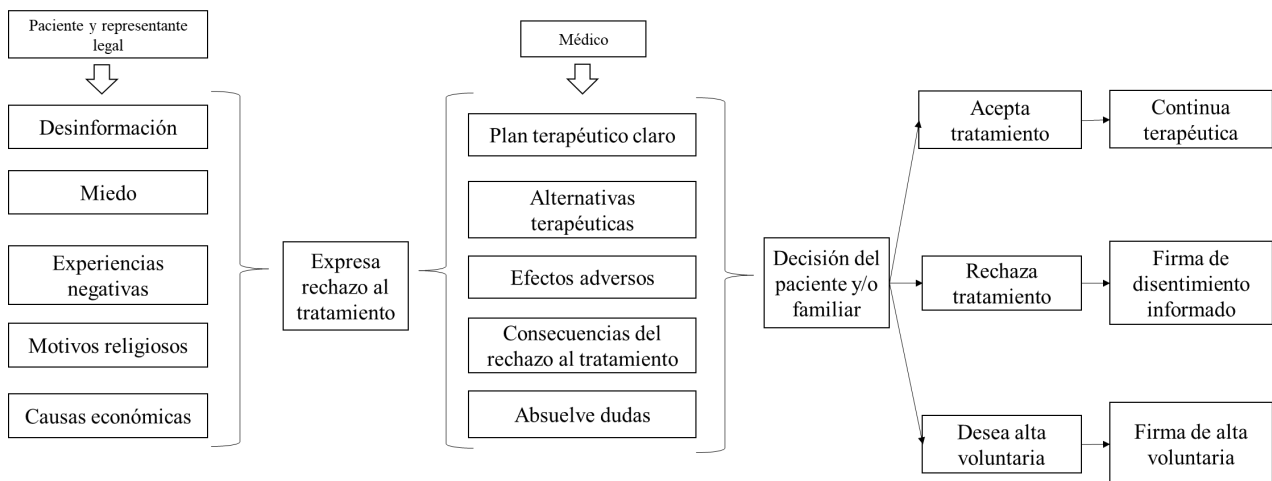 Paciente y representante
legal
Desinformación
Miedo
Experiencias
negativas
Motivos religiosos
Causas económicas
Expresa
rechazo al
tratamiento
Médico
Plan terapéutico claro
Alternativas
terapéuticas
Efectos adversos
Consecuencias del
rechazo al tratamiento
Absuelve dudas
Decisión del
paciente y/o
familiar
Acepta
tratamiento
Continua
terapéutica
Rechaza
tratamiento
Firma de
disentimiento
informado
Desea alta
voluntaria
Firma de alta
voluntaria